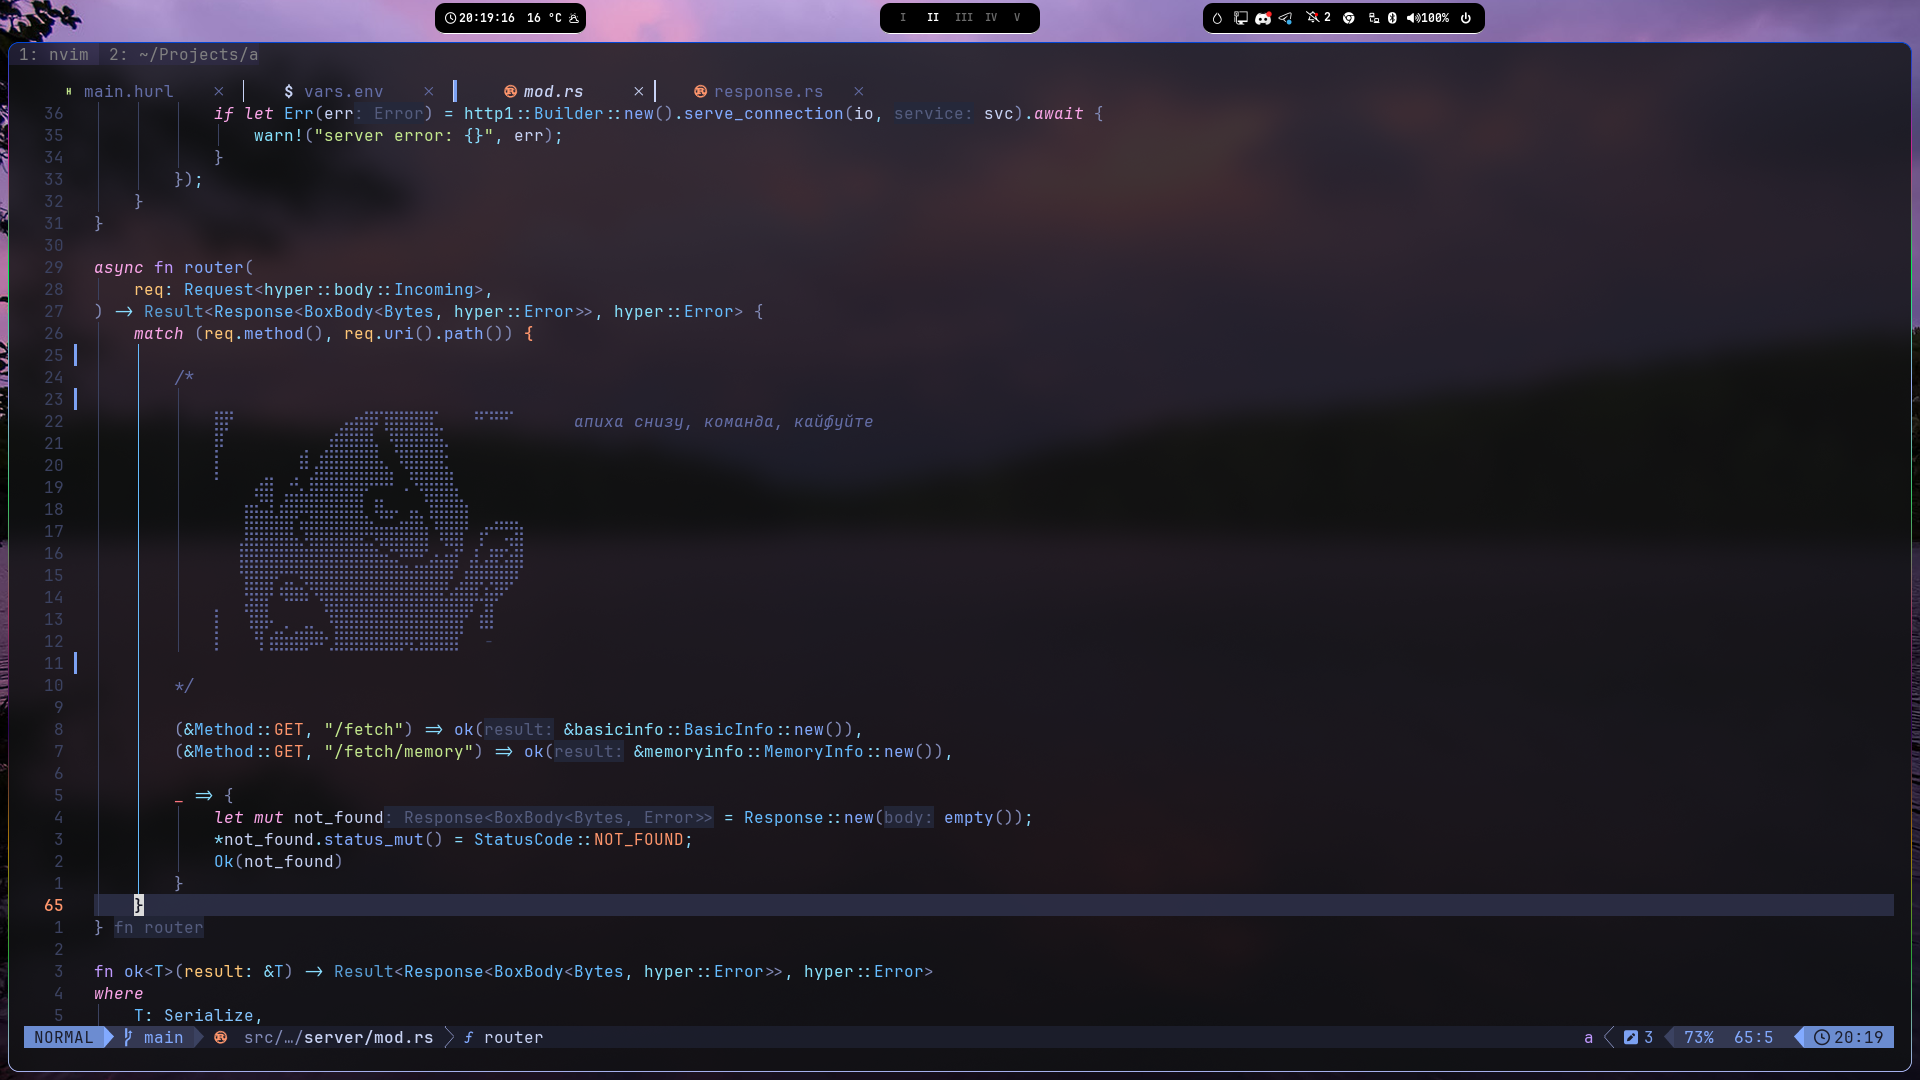 20:19:16 16 °C
I II III IV V
2 100%
1: nvim 2: ~/Projects/a
main.hurl × $ vars.env × mod.rs × response.rs ×
36 if let Err(err: Error) = http1::Builder::new().serve_connection(io, service: svc).await {
35 warn!("server error: {}", err);
34 }
33 });
32 }
31 }
30
29 async fn router(
28 req: Request<hyper::body::Incoming>,
27 ) -> Result<Response<BoxBody<Bytes, hyper::Error>>, hyper::Error> {
26 match (req.method(), req.uri().path()) {
25
24 /*
23
22 апиха снизу, команда, кайфуйте
21
20
19
18
17
16
15
14
13
12
11
10 */
9
8 (&Method::GET, "/fetch") => ok(result: &basicinfo::BasicInfo::new()),
7 (&Method::GET, "/fetch/memory") => ok(result: &memoryinfo::MemoryInfo::new()),
6
5 _ => {
4 let mut not_found: Response<BoxBody<Bytes, Error>> = Response::new(body: empty());
3 *not_found.status_mut() = StatusCode::NOT_FOUND;
2 Ok(not_found)
1 }
65 }
1 } fn router
2
3 fn ok<T>(result: &T) -> Result<Response<BoxBody<Bytes, hyper::Error>>, hyper::Error>
4 where
5 T: Serialize,
NORMAL main src/…/server/mod.rs f router a 3 73% 65:5 20:19